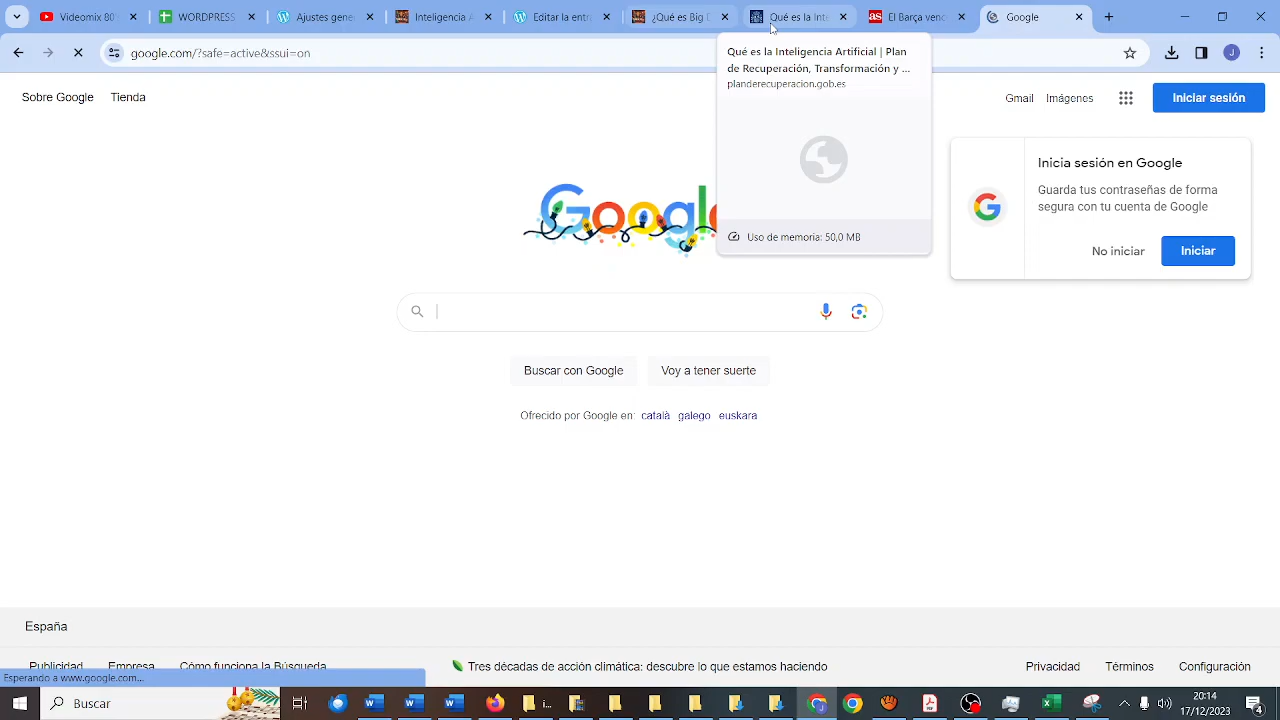 Videomix 80'
WORDPRESS
Ajustes gene
Inteligencia A
Editar la entr
¿Qué es Big D
Qué es la Inte
El Barça venc
Google
google.com/?safe=active&ssui=on
Qué es la Inteligencia Artificial | Plan
de Recuperación, Transformación y ...
planderecuperacion.gob.es
Uso de memoria: 50,0 MB
Sobre Google
Tienda
Gmail
Imágenes
Iniciar sesión
Google
Inicia sesión en Google
Guarda tus contraseñas de forma
segura con tu cuenta de Google
No iniciar
Iniciar
Buscar con Google
Voy a tener suerte
Ofrecido por Google en: català galego euskara
España
Publicidad
Empresa
Cómo funciona la Búsqueda
Tres décadas de acción climática: descubre lo que estamos haciendo
Privacidad
Términos
Configuración
Esperando a www.google.com...
Buscar
20:14
17/12/2023